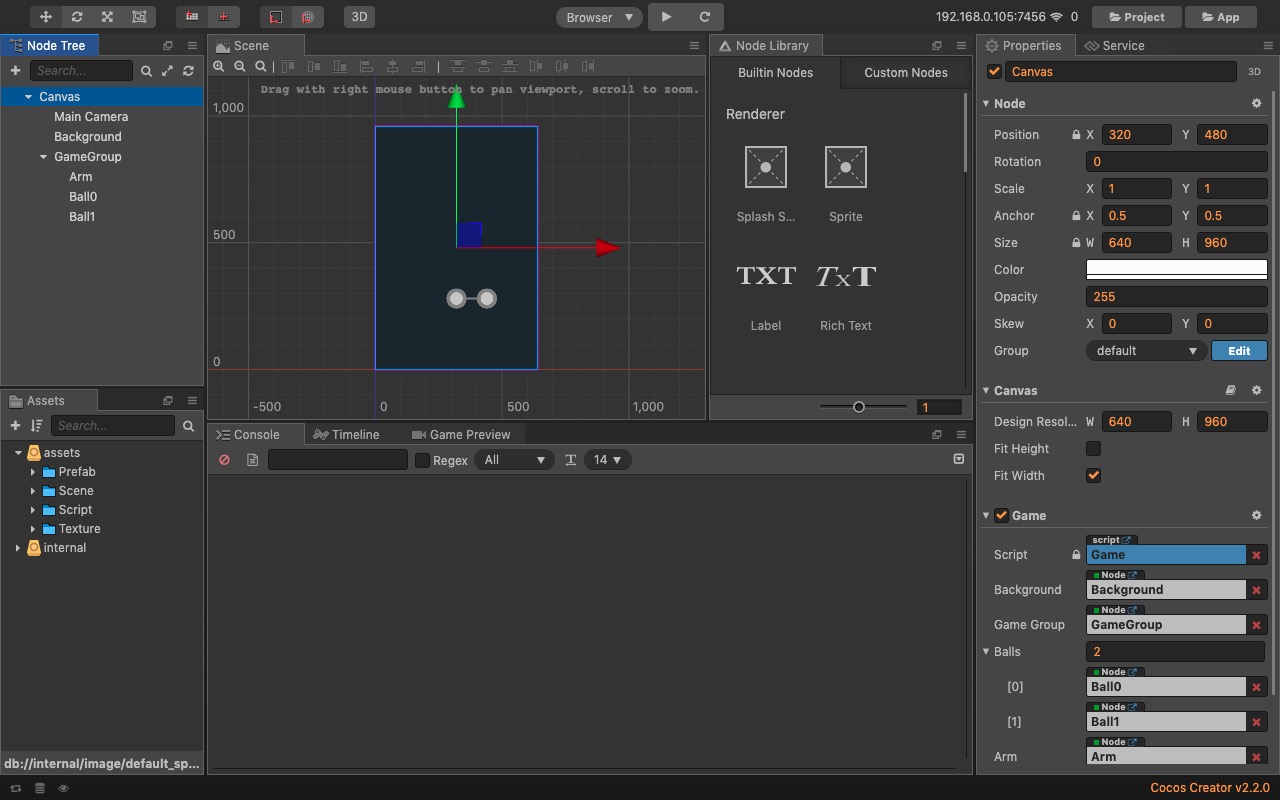 3D
Browser
192.168.0.105:7456
0
Project
App
Node Tree
Search...
Canvas
Main Camera
Background
GameGroup
Arm
Ball0
Ball1
Scene
Drag with right mouse button to pan viewport, scroll to zoom.
1,000
500
0
-500
0
500
1,000
Node Library
Builtin Nodes
Custom Nodes
Renderer
Splash S...
Sprite
TXT
TxT
Label
Rich Text
1
Assets
Search...
assets
Prefab
Scene
Script
Texture
internal
db://internal/image/default_sp...
Console
Timeline
Game Preview
Regex
All
14
Properties
Service
Canvas
3D
Node
Position X 320 Y 480
Rotation 0
Scale X 1 Y 1
Anchor X 0.5 Y 0.5
Size W 640 H 960
Color
Opacity 255
Skew X 0 Y 0
Group default Edit
Canvas
Design Resol... W 640 H 960
Fit Height
Fit Width
Game
script
Script Game
Node
Background Background
Node
Game Group GameGroup
Balls 2
Node
[0] Ball0
Node
[1] Ball1
Node
Arm Arm
Cocos Creator v2.2.0